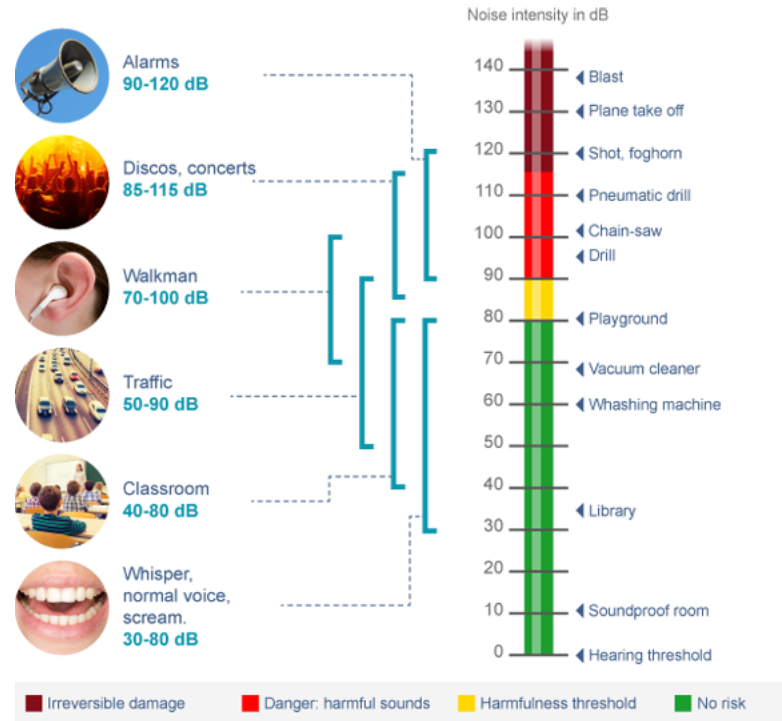 Noise intensity in dB
Alarms
90-120 dB
Discos, concerts
85-115 dB
Walkman
70-100 dB
Traffic
50-90 dB
Classroom
40-80 dB
Whisper,
normal voice,
scream.
30-80 dB
140
130
120
110
100
90
80
70
60
50
40
30
20
10
0
Blast
Plane take off
Shot, foghorn
Pneumatic drill
Chain-saw
Drill
Playground
Vacuum cleaner
Whashing machine
Library
Soundproof room
Hearing threshold
Irreversible damage
Danger: harmful sounds
Harmfulness threshold
No risk